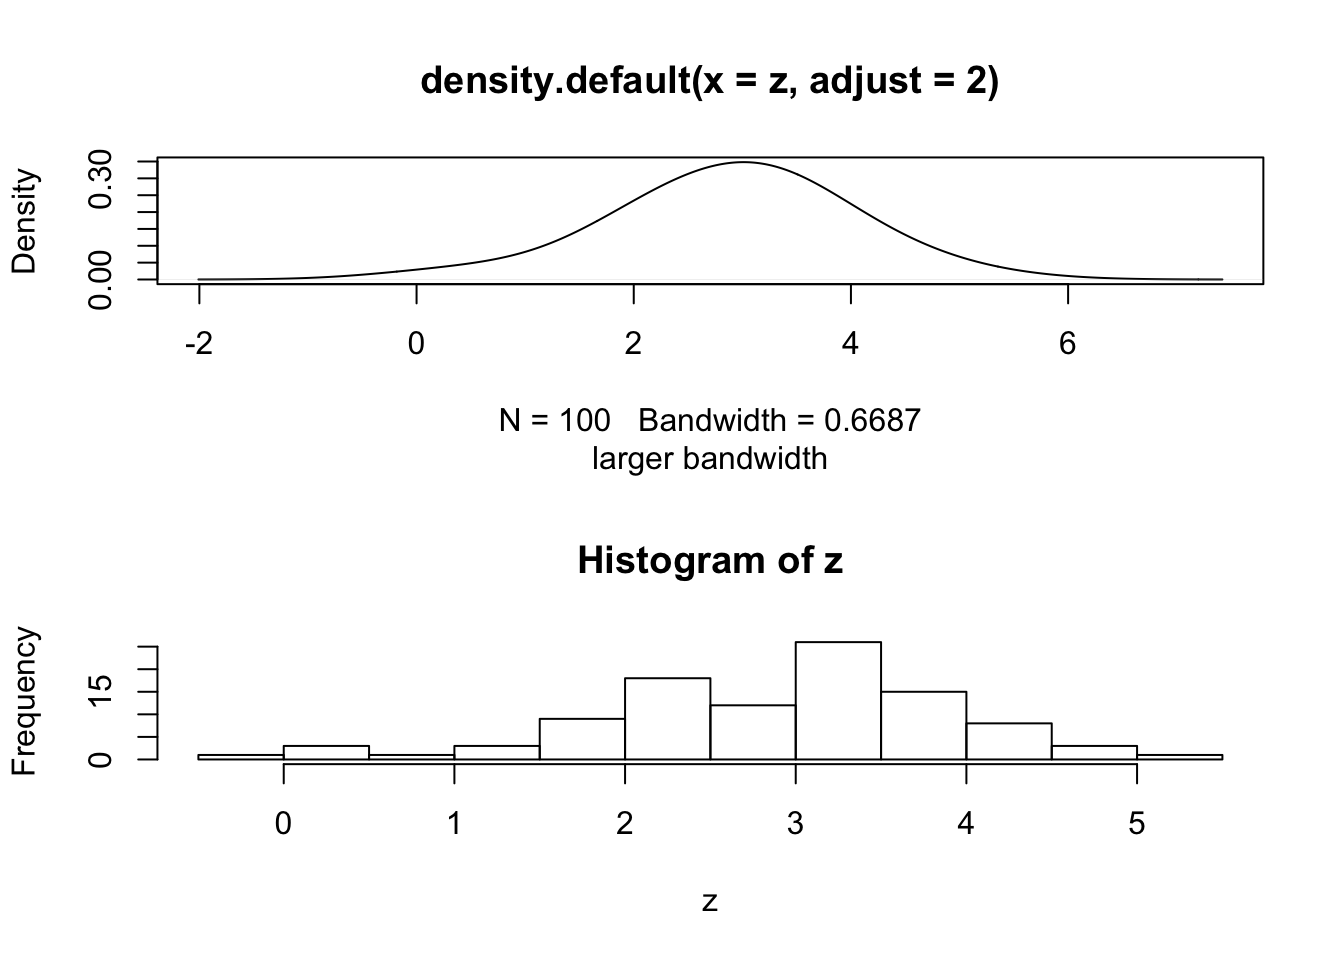 density.default(x = z, adjust = 2)
Density
0.30
0.00
-2 0 2 4 6
N = 100   Bandwidth = 0.6687
larger bandwidth
Histogram of z
Frequency
15
0
0 1 2 3 4 5
z